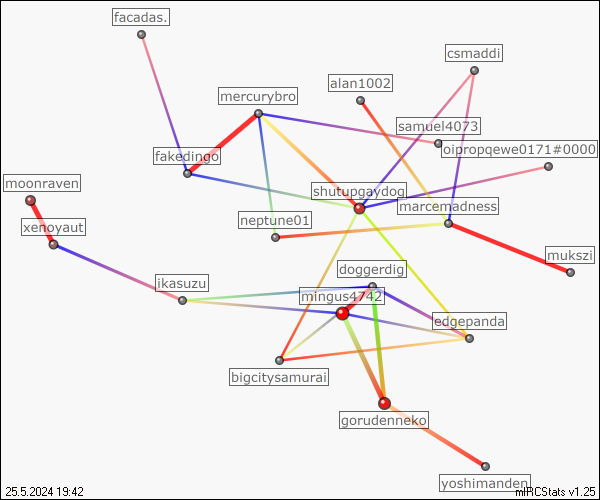 facadas.
csmaddi
alan1002
mercurybro
samuel4073
oipropqewe0171#0000
fakedingo
moonraven
shutupgaydog
marcemadness
neptune01
xenoyaut
mukszi
doggerdig
ikasuzu
mingus4742
edgepanda
bigcitysamurai
gorudenneko
yoshimanden
25.5.2024 19:42
mIRCStats v1.25